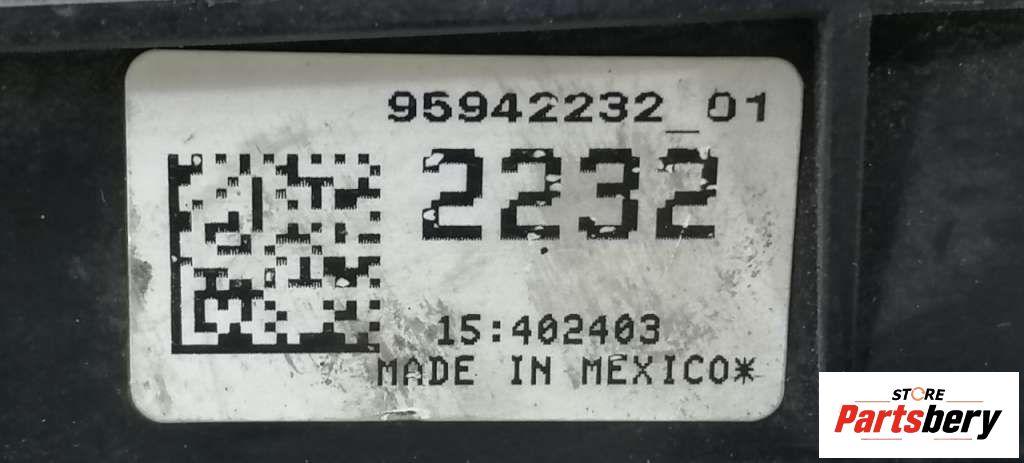 95942232_01
2232
15:402403
MADE IN MEXICO*
STORE
Partsbery